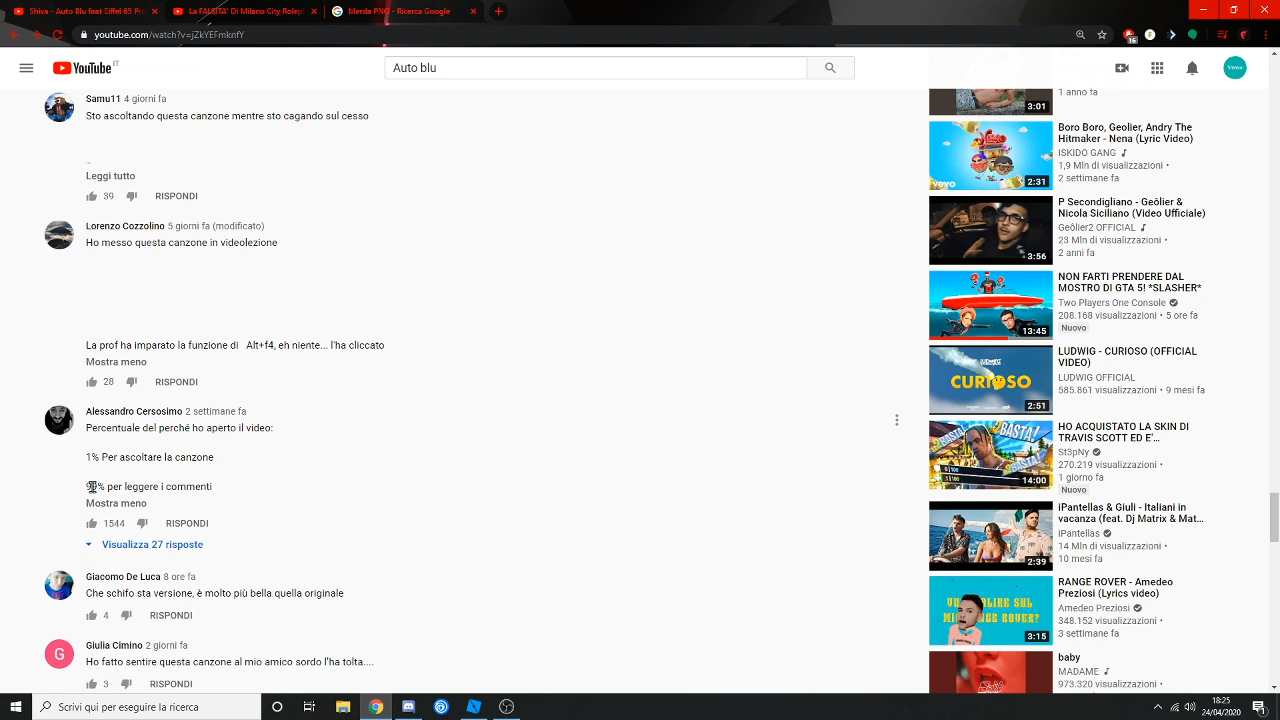 Shiva - Auto Blu feat Eiffel 65 Pro
La FALSITA' Di Milano City Rolepl
Merda PNG - Ricerca Google
youtube.com/watch?v=jZkYEFmknfY
16
YouTube IT
Auto blu
Samu11 4 giorni fa
Sto ascoltando questa canzone mentre sto cagando sul cesso
..
Leggi tutto
39 RISPONDI
Lorenzo Cozzolino 5 giorni fa (modificato)
Ho messo questa canzone in videolezione
La prof ha imparato la funzione di Alt+f4, eh niente... l'ha cliccato
Mostra meno
28 RISPONDI
Alessandro Cersosimo 2 settimane fa
Percentuale del perché ho aperto il video:
1% Per ascoltare la canzone
% per leggere i commenti
Mostra meno
1544 RISPONDI
Visualizza 27 risposte
Giacomo De Luca 8 ore fa
Che schifo sta versione, è molto più bella quella originale
4 RISPONDI
G
Giulia Cimino 2 giorni fa
Ho fatto sentire questa canzone al mio amico sordo l'ha tolta....
3 RISPONDI
1 anno fa
3:01
Boro Boro, Geolier, Andry The
Hitmaker - Nena (Lyric Video)
ISKIDO GANG
1,9 Mln di visualizzazioni •
2 settimane fa
vevo
2:31
P Secondigliano - Geölier &
Nicola Siciliano (Video Ufficiale)
Geôlier2 OFFICIAL
23 Mln di visualizzazioni •
2 anni fa
3:56
NON FARTI PRENDERE DAL
MOSTRO DI GTA 5! *SLASHER*
Two Players One Console
208.168 visualizzazioni • 5 ore fa
Nuovo
13:45
LUDWIG - CURIOSO (OFFICIAL
VIDEO)
LUDWIG OFFICIAL
585.861 visualizzazioni • 9 mesi fa
CURIOSO
2:51
HO ACQUISTATO LA SKIN DI
TRAVIS SCOTT ED E'...
St3pNy
270.219 visualizzazioni •
1 giorno fa
Nuovo
BASTA!
BASTA!
BASTA!
14:00
iPantellas & Giuli - Italiani in
vacanza (feat. Dj Matrix & Mat...
iPantellas
14 Mln di visualizzazioni •
10 mesi fa
2:39
RANGE ROVER - Amedeo
Preziosi (Lyrics video)
Amedeo Preziosi
348.152 visualizzazioni •
3 settimane fa
3:15
baby
MADAME
973.320 visualizzazioni •
Scrivi qui per eseguire la ricerca
18:25
24/04/2020
1